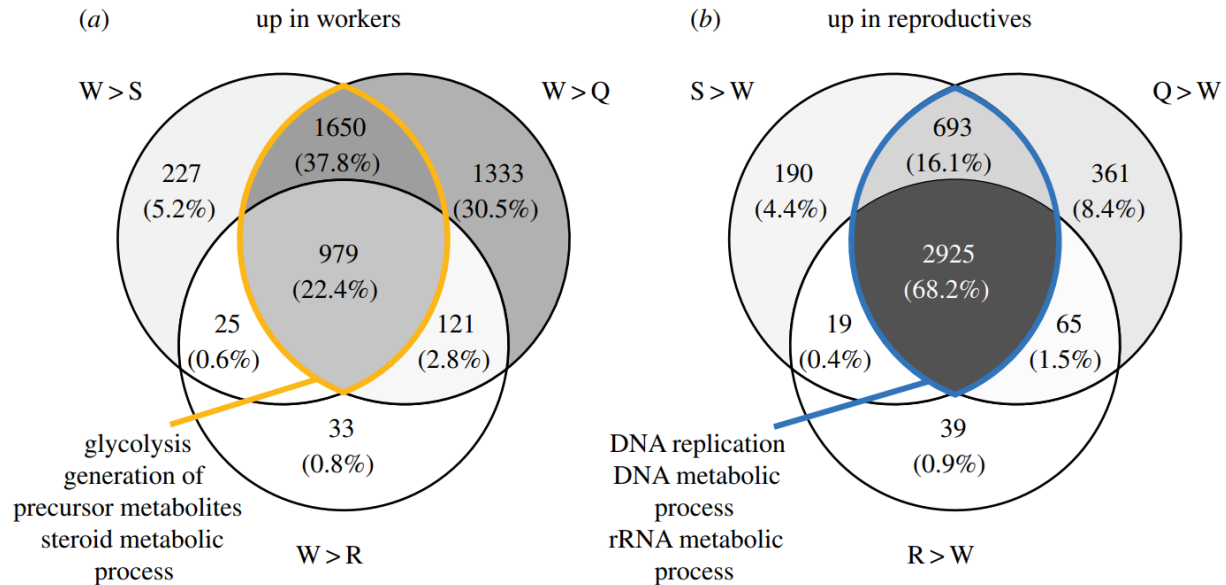 (a) up in workers
W > S
W > Q
1650
(37.8%)
227
(5.2%)
1333
(30.5%)
979
(22.4%)
25
(0.6%)
121
(2.8%)
33
(0.8%)
glycolysis
generation of
precursor metabolites
steroid metabolic
process
W > R
(b) up in reproductives
S > W
Q > W
693
(16.1%)
190
(4.4%)
361
(8.4%)
2925
(68.2%)
19
(0.4%)
65
(1.5%)
39
(0.9%)
DNA replication
DNA metabolic
process
rRNA metabolic
process
R > W